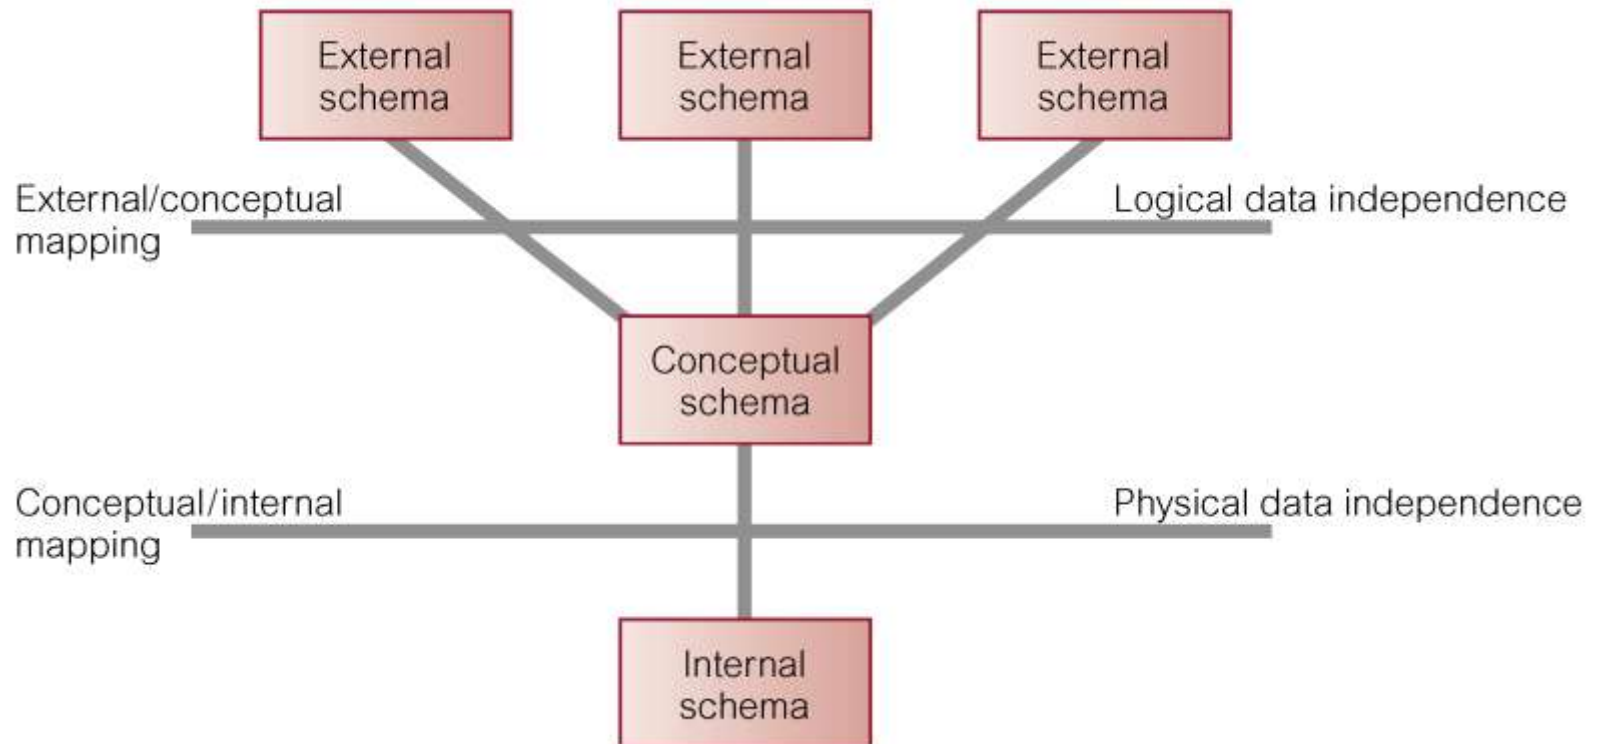 External
schema
External
schema
External
schema
External/conceptual
mapping
Logical data independence
Conceptual
schema
Conceptual/internal
mapping
Physical data independence
Internal
schema